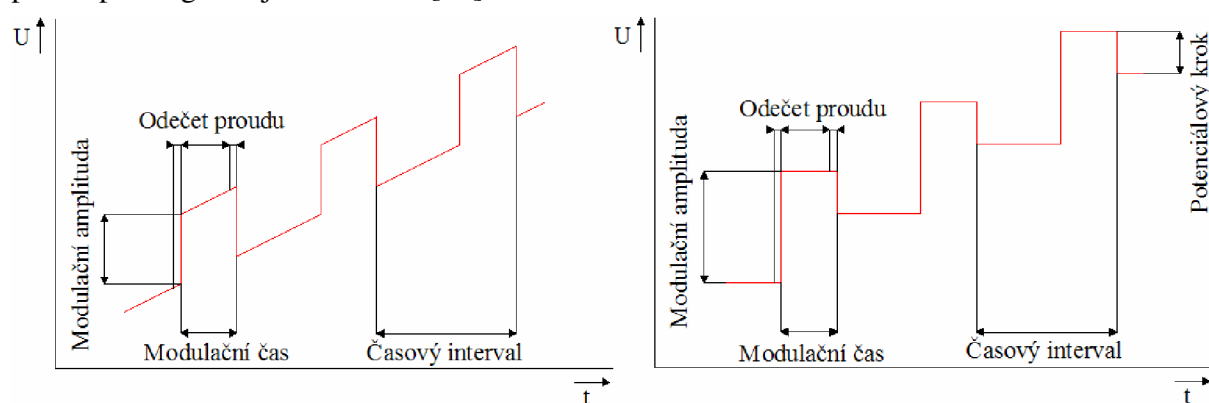 U
Odečet proudu
Modulační amplituda
Modulační čas
Časový interval
t
U
Odečet proudu
Modulační amplituda
Potenciálový krok
Modulační čas
Časový interval
t